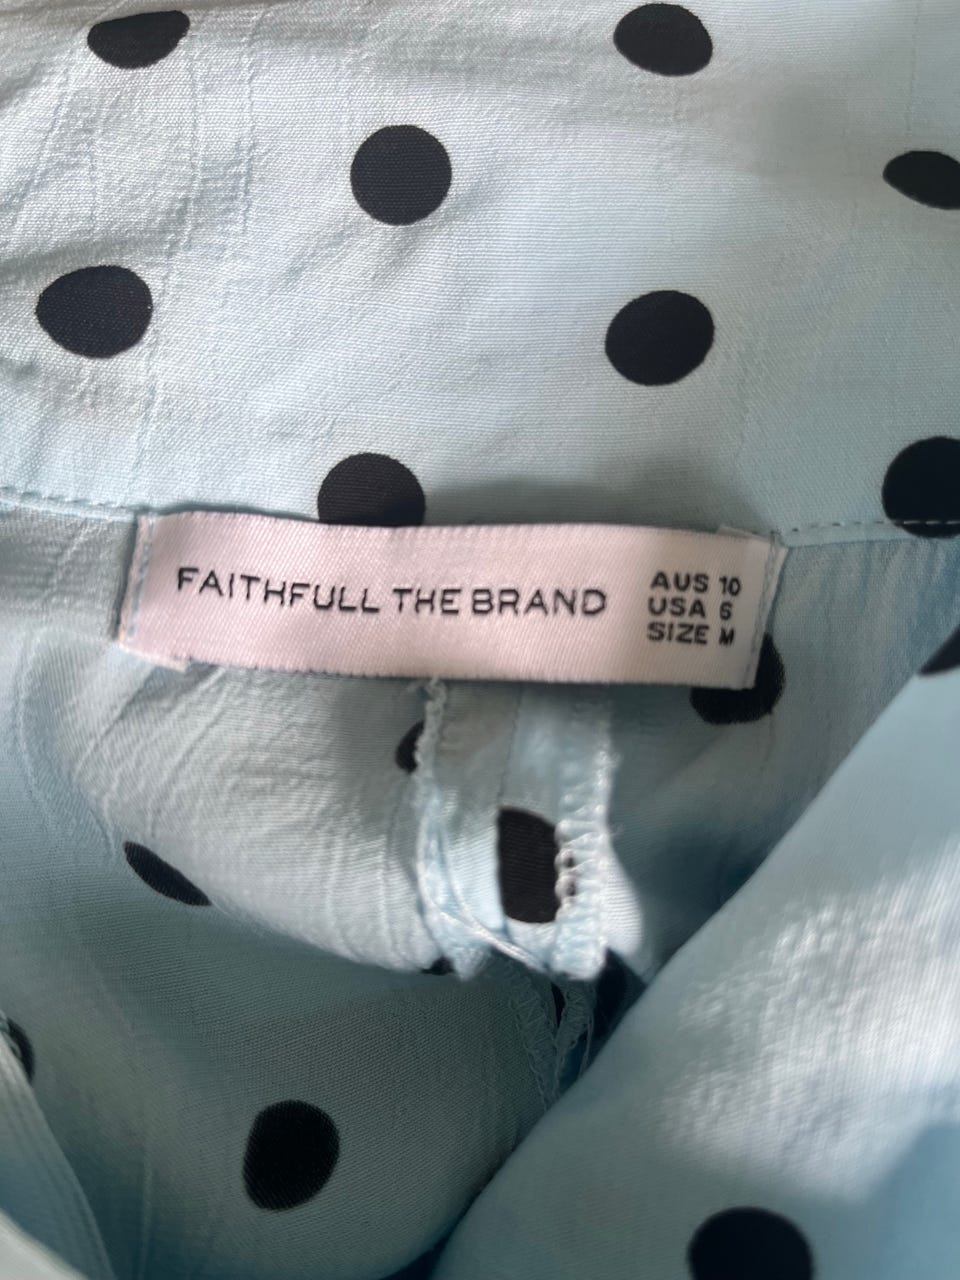 FAITHFULL THE BRAND
AUS 10
USA 6
SIZE M